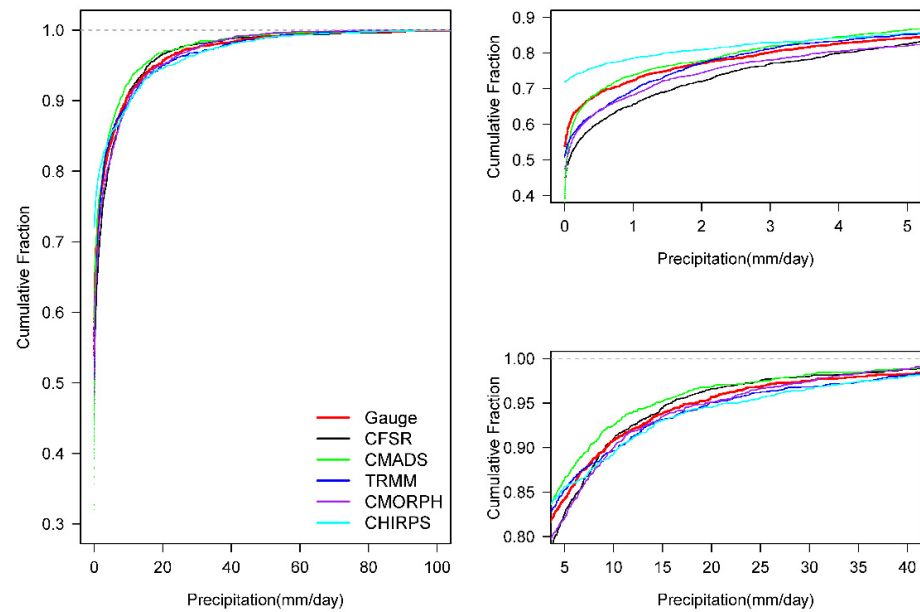 1.0
0.9
0.8
0.7
0.6
0.5
0.4
0.3
Cumulative Fraction
Gauge
CFSR
CMADS
TRMM
CMORPH
CHIRPS
0 20 40 60 80 100
Precipitation(mm/day)
0.9
0.8
0.7
0.6
0.5
0.4
Cumulative Fraction
0 1 2 3 4 5
Precipitation(mm/day)
1.00
0.95
0.90
0.85
0.80
Cumulative Fraction
5 10 15 20 25 30 35 40
Precipitation(mm/day)